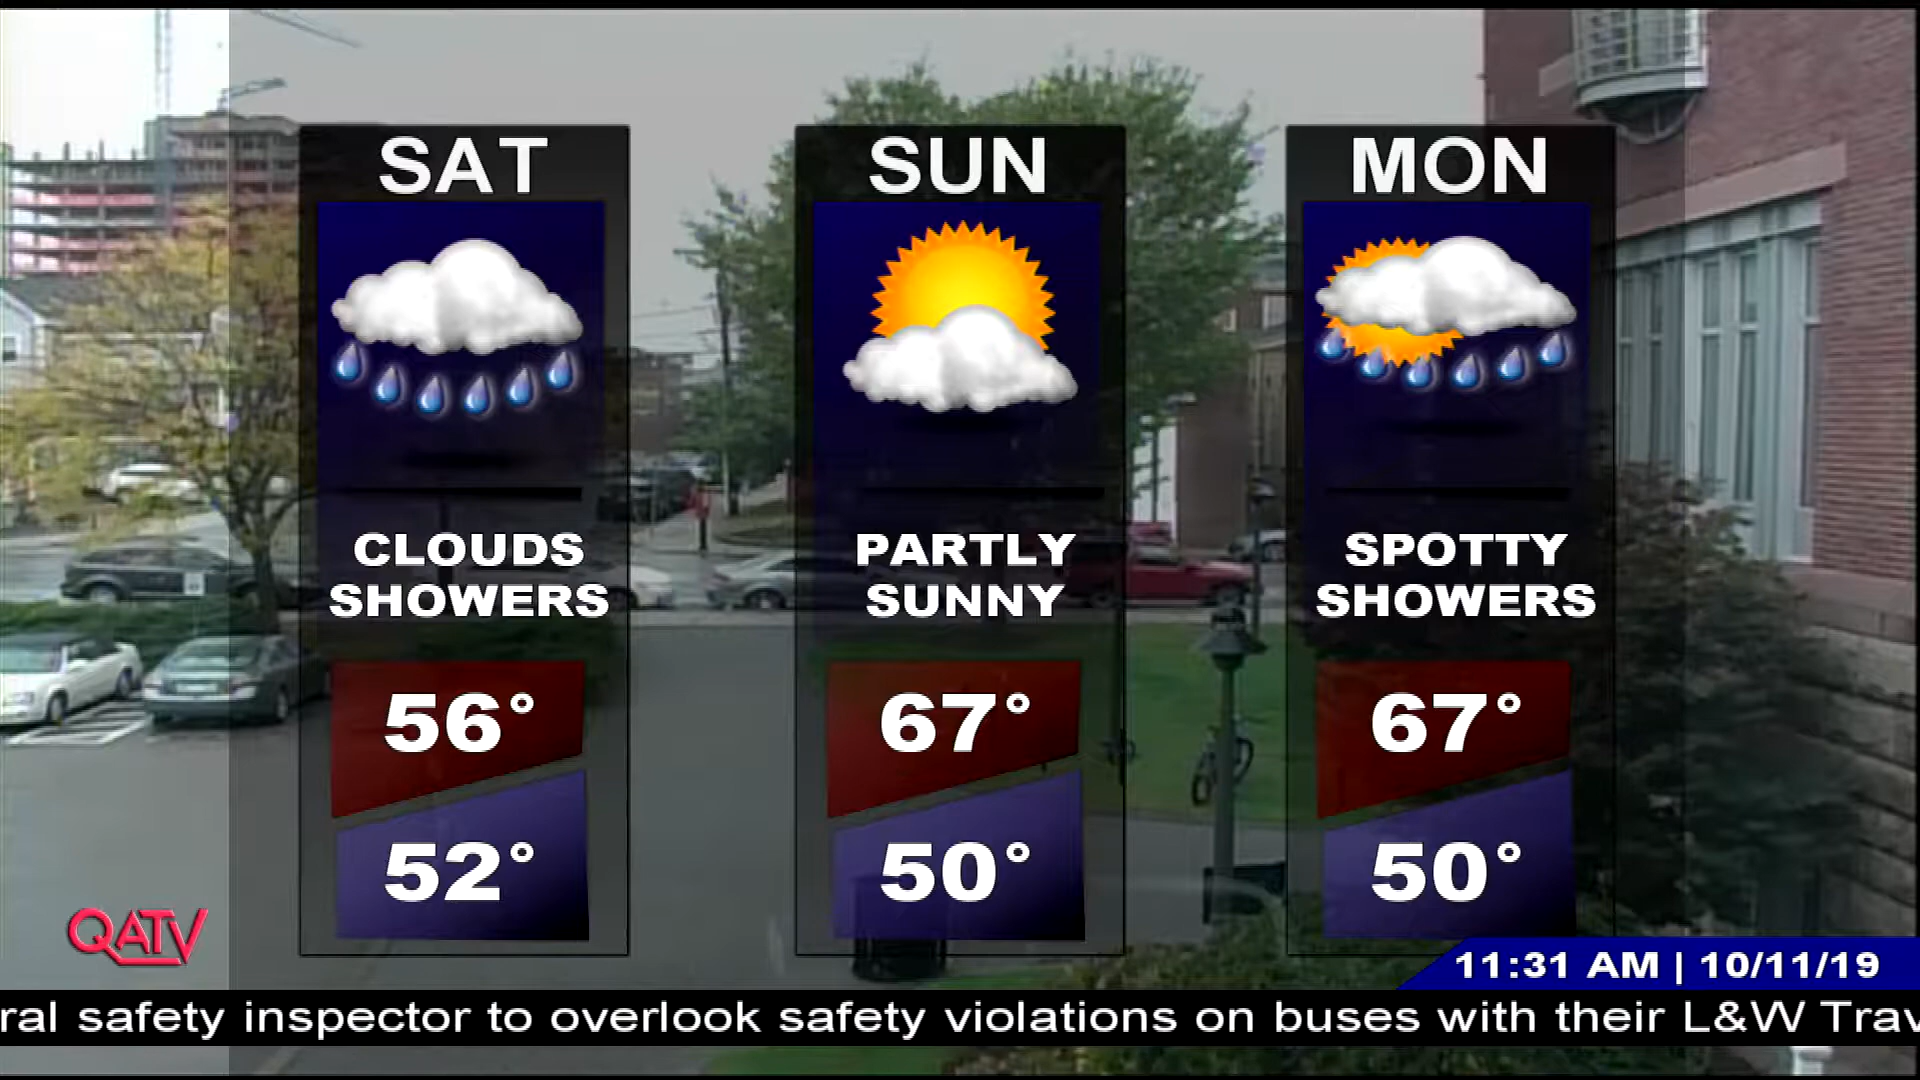 SAT
CLOUDS
SHOWERS
56°
52°
SUN
PARTLY
SUNNY
67°
50°
MON
SPOTTY
SHOWERS
67°
50°
QATV
11:31 AM | 10/11/19
ral safety inspector to overlook safety violations on buses with their L&W Trav